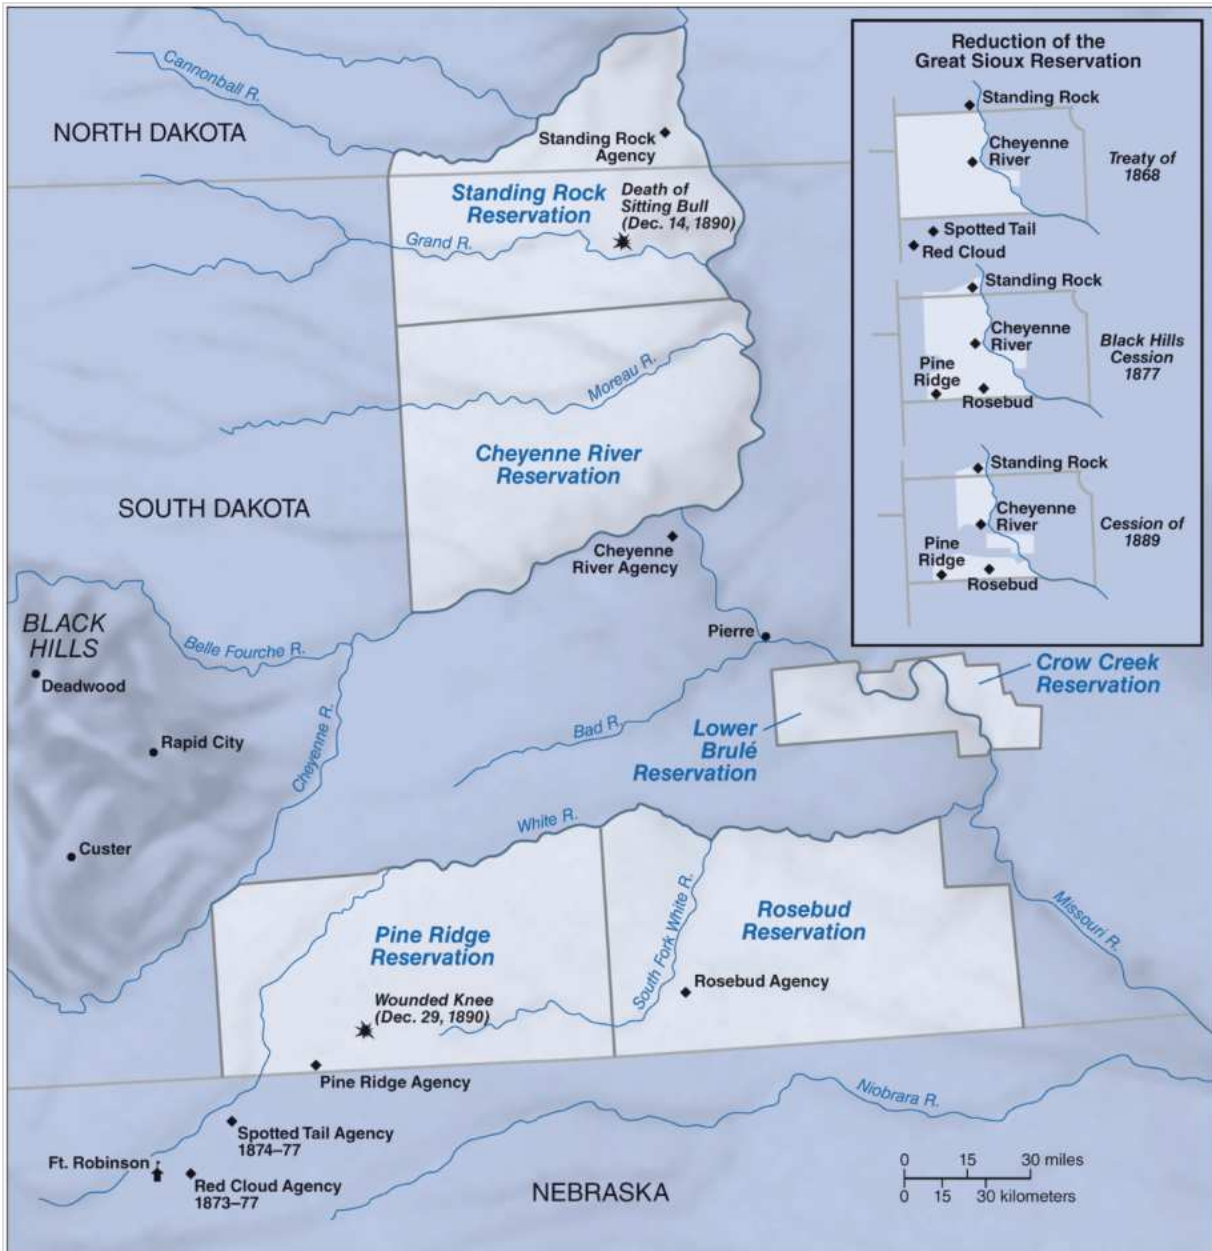 Cannonball R.
NORTH DAKOTA
Standing Rock
Agency
Standing Rock
Reservation
Death of
Sitting Bull
(Dec. 14, 1890)
Grand R.
Moreau R.
Cheyenne River
Reservation
SOUTH DAKOTA
Cheyenne
River Agency
BLACK
HILLS
Belle Fourche R.
Deadwood
Pierre
Rapid City
Cheyenne R.
Bad R.
Lower
Brulé
Reservation
Crow Creek
Reservation
Custer
White R.
Pine Ridge
Reservation
South Fork White R.
Rosebud
Reservation
Missouri R.
Wounded Knee
(Dec. 29, 1890)
Rosebud Agency
Pine Ridge Agency
Niobrara R.
Spotted Tail Agency
1874–77
Ft. Robinson
Red Cloud Agency
1873–77
NEBRASKA
0 15 30 miles
0 15 30 kilometers
Reduction of the
Great Sioux Reservation
Standing Rock
Cheyenne
River
Treaty of
1868
Spotted Tail
Red Cloud
Standing Rock
Cheyenne
River
Black Hills
Cession
1877
Pine
Ridge
Rosebud
Standing Rock
Cheyenne
River
Cession of
1889
Pine
Ridge
Rosebud